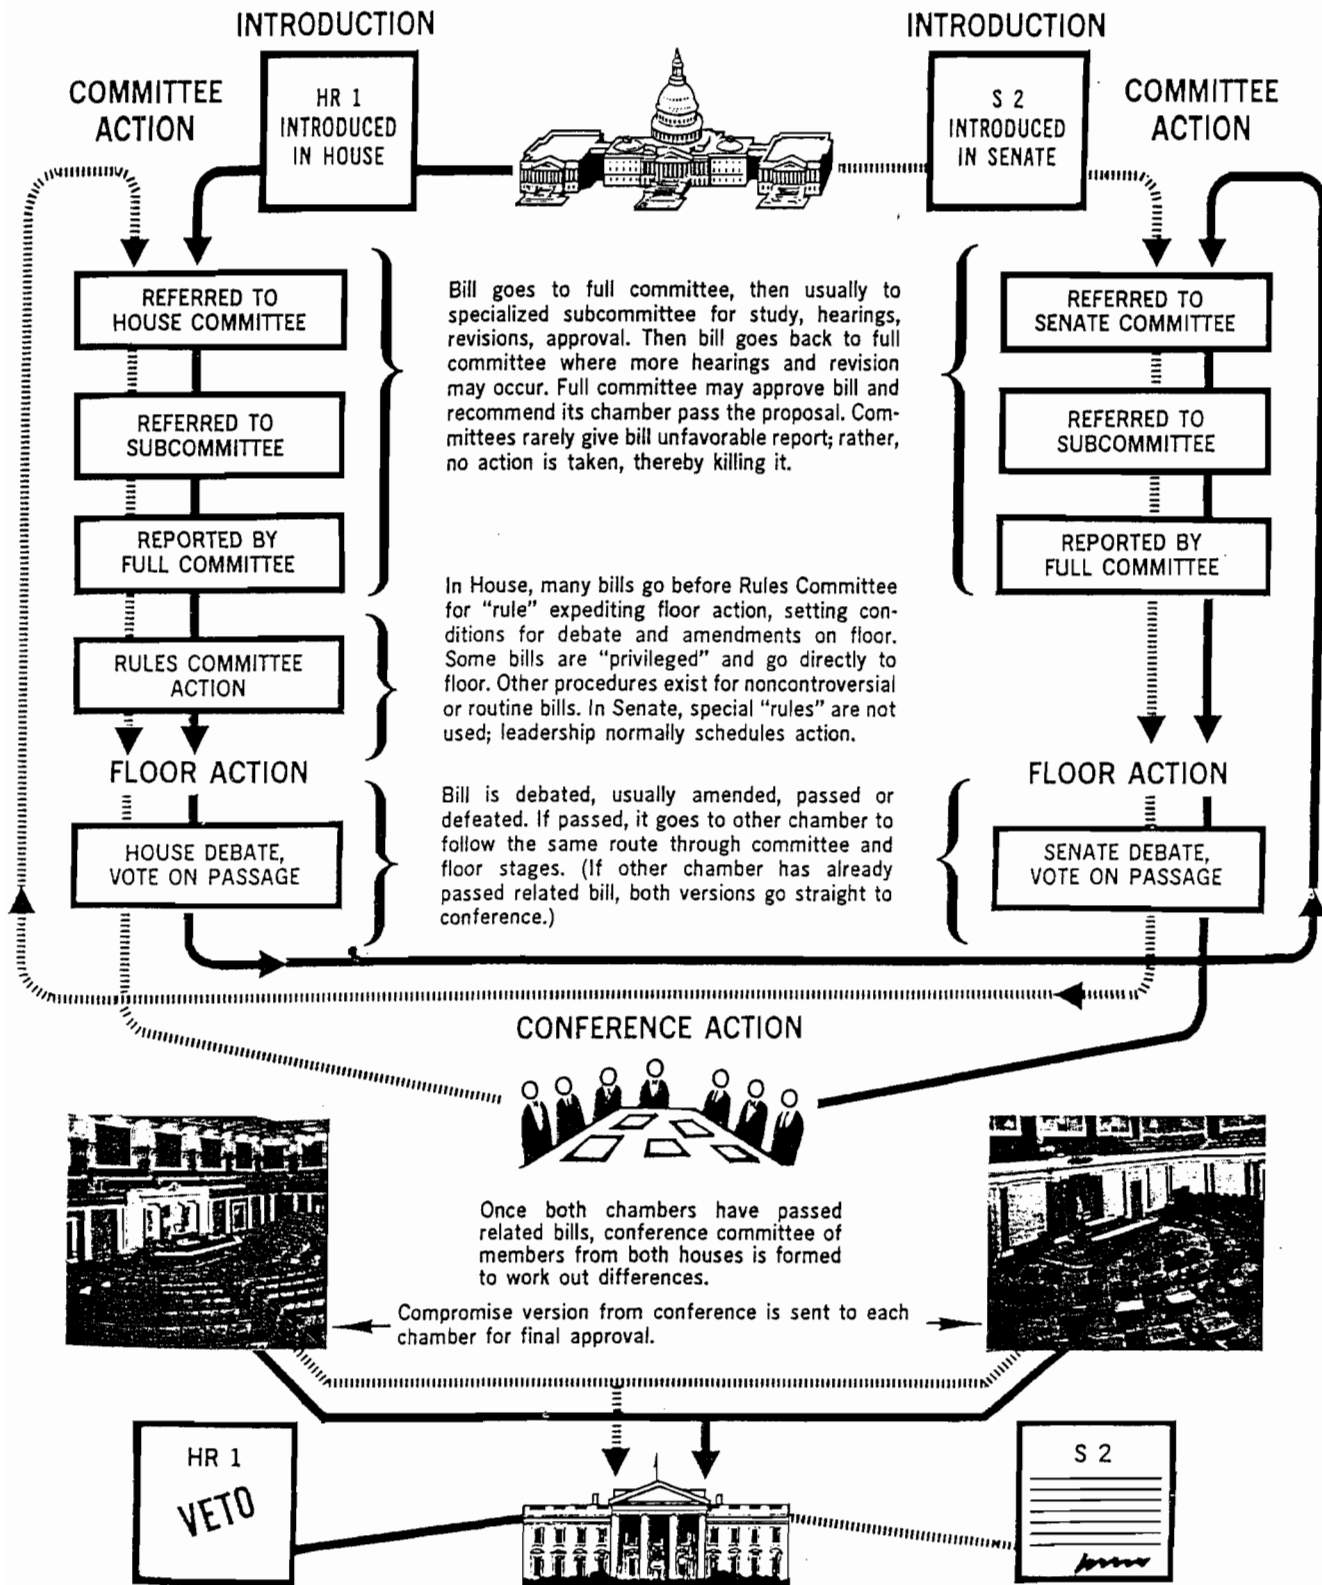 INTRODUCTION
INTRODUCTION
COMMITTEE
ACTION
HR 1
INTRODUCED
IN HOUSE
S 2
INTRODUCED
IN SENATE
COMMITTEE
ACTION
REFERRED TO
HOUSE COMMITTEE
REFERRED TO
SUBCOMMITTEE
REPORTED BY
FULL COMMITTEE
RULES COMMITTEE
ACTION
FLOOR ACTION
HOUSE DEBATE,
VOTE ON PASSAGE
Bill goes to full committee, then usually to
specialized subcommittee for study, hearings,
revisions, approval. Then bill goes back to full
committee where more hearings and revision
may occur. Full committee may approve bill and
recommend its chamber pass the proposal. Com-
mittees rarely give bill unfavorable report; rather,
no action is taken, thereby killing it.
In House, many bills go before Rules Committee
for "rule" expediting floor action, setting con-
ditions for debate and amendments on floor.
Some bills are "privileged" and go directly to
floor. Other procedures exist for noncontroversial
or routine bills. In Senate, special "rules" are not
used; leadership normally schedules action.
Bill is debated, usually amended, passed or
defeated. If passed, it goes to other chamber to
follow the same route through committee and
floor stages. (If other chamber has already
passed related bill, both versions go straight to
conference.)
REFERRED TO
SENATE COMMITTEE
REFERRED TO
SUBCOMMITTEE
REPORTED BY
FULL COMMITTEE
FLOOR ACTION
SENATE DEBATE,
VOTE ON PASSAGE
CONFERENCE ACTION
Once both chambers have passed
related bills, conference committee of
members from both houses is formed
to work out differences.
Compromise version from conference is sent to each
chamber for final approval.
HR 1
VETO
S 2